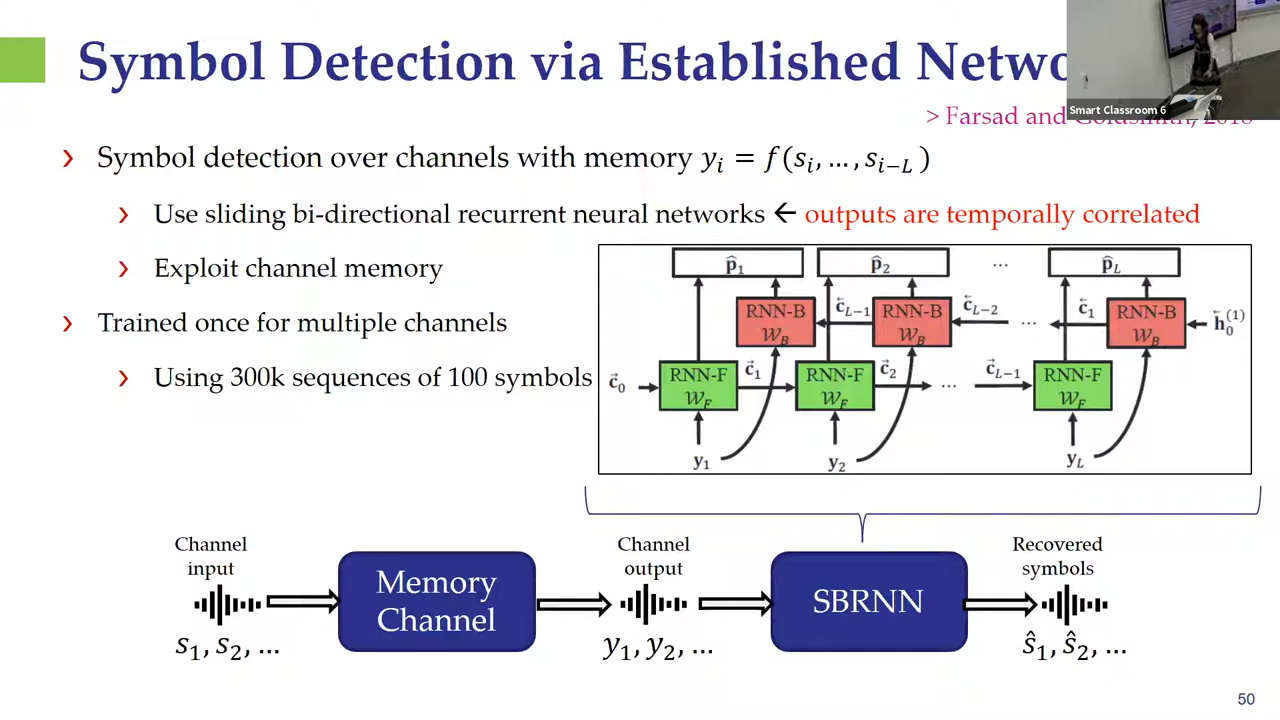 Symbol Detection via Established
Smart Classroom 6
> Farsad and Goldsmith, 2018
› Symbol detection over channels with memory yᵢ = f(sᵢ, … , sᵢ₋L )
› Use sliding bi-directional recurrent neural networks ← outputs are temporally correlated
› Exploit channel memory
› Trained once for multiple channels
› Using 300k sequences of 100 symbols
p̂₁ p̂₂ … p̂L
RNN-B W_B c⃖L−1 RNN-B W_B c⃖L−2 … c⃖₁ RNN-B W_B h⃖₀⁽¹⁾
c⃗₀ RNN-F W_F c⃗₁ RNN-F W_F c⃗₂ … c⃗L−1 RNN-F W_F
y₁ y₂ yL
Channel
input
s₁, s₂, …
Memory
Channel
Channel
output
y₁, y₂, …
SBRNN
Recovered
symbols
ŝ₁, ŝ₂, …
50